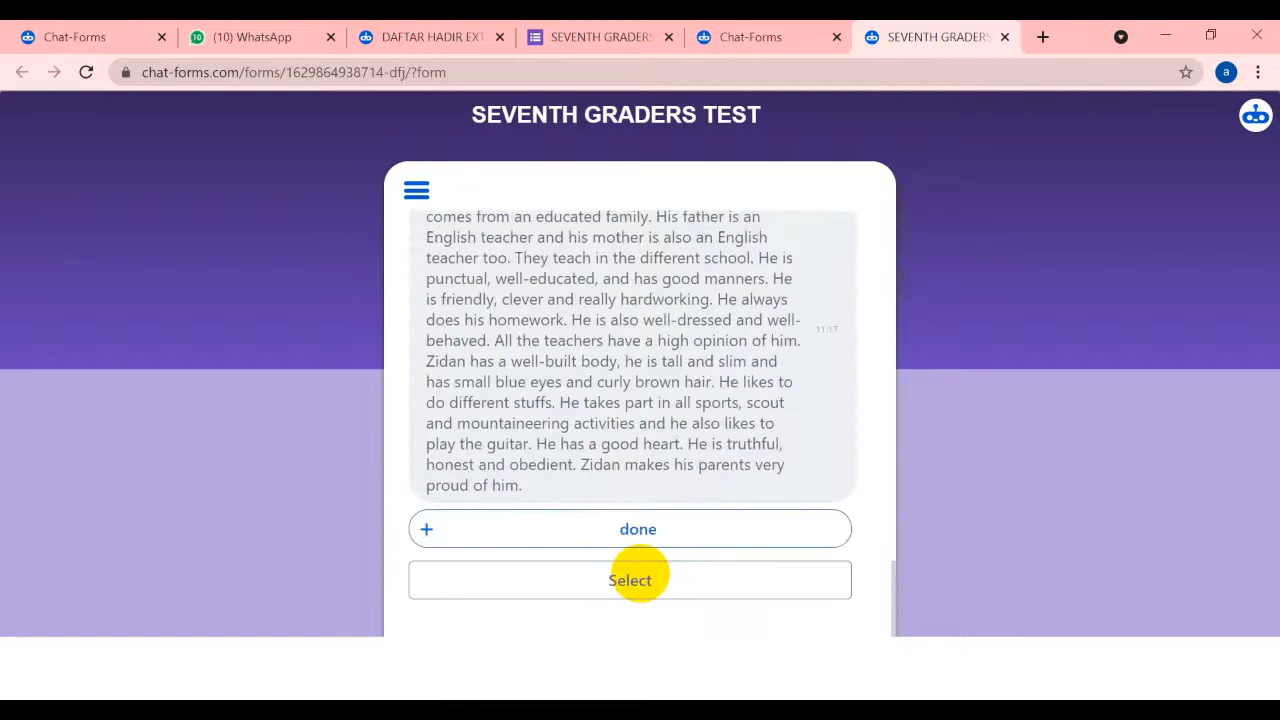 Chat-Forms
(10) WhatsApp
DAFTAR HADIR EXT
SEVENTH GRADERS
Chat-Forms
SEVENTH GRADERS
chat-forms.com/forms/1629864938714-dfj/?form
a
SEVENTH GRADERS TEST
comes from an educated family. His father is an
English teacher and his mother is also an English
teacher too. They teach in the different school. He is
punctual, well-educated, and has good manners. He
is friendly, clever and really hardworking. He always
does his homework. He is also well-dressed and well-
behaved. All the teachers have a high opinion of him.
Zidan has a well-built body, he is tall and slim and
has small blue eyes and curly brown hair. He likes to
do different stuffs. He takes part in all sports, scout
and mountaineering activities and he also likes to
play the guitar. He has a good heart. He is truthful,
honest and obedient. Zidan makes his parents very
proud of him.
11:17
+ done
Select